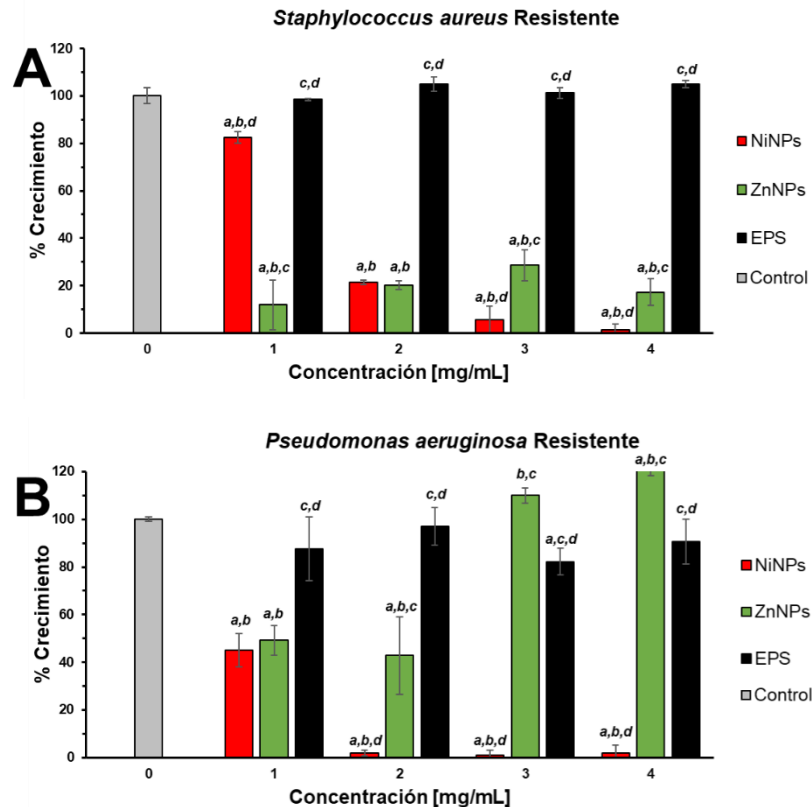 A
Staphylococcus aureus Resistente
120
100
80
60
40
20
0
% Crecimiento
a,b,d
a,b,c
c,d
a,b
a,b
c,d
a,b,d
a,b,c
c,d
a,b,d
a,b,c
c,d
0
1
2
3
4
Concentración [mg/mL]
NiNPs
ZnNPs
EPS
Control
B
Pseudomonas aeruginosa Resistente
120
100
80
60
40
20
0
% Crecimiento
a,b
a,b
c,d
a,b,d
a,b,c
c,d
a,b,d
b,c
a,c,d
a,b,d
a,b,c
c,d
0
1
2
3
4
Concentración [mg/mL]
NiNPs
ZnNPs
EPS
Control